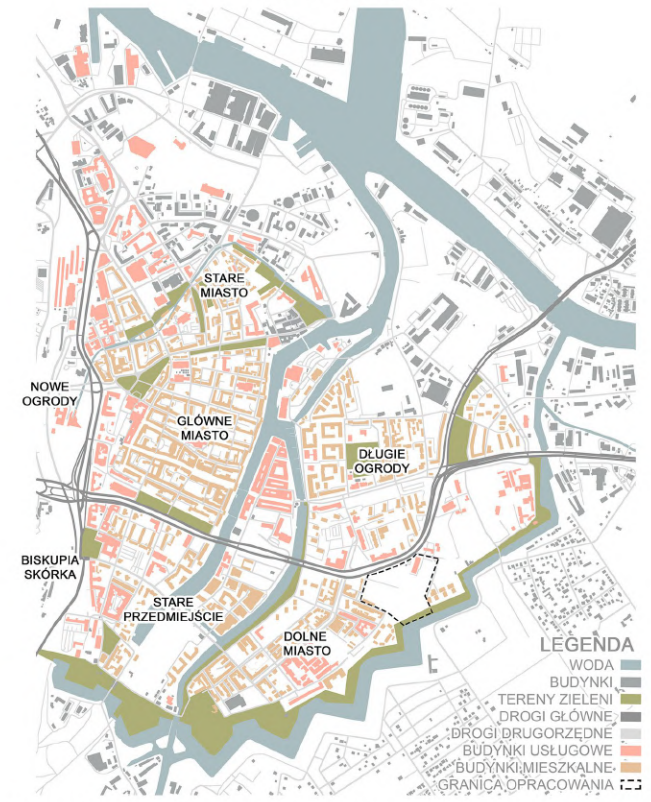 STARE
MIASTO
NOWE
OGRODY
GŁÓWNE
MIASTO
DŁUGIE
OGRODY
BISKUPIA
SKÓRKA
STARE
PRZEDMIEJŚCIE
DOLNE
MIASTO
LEGENDA
WODA
BUDYNKI
TERENY ZIELENI
DROGI GŁÓWNE
DROGI DRUGORZĘDNE
BUDYNKI USŁUGOWE
BUDYNKI MIESZKALNE
GRANICA OPRACOWANIA